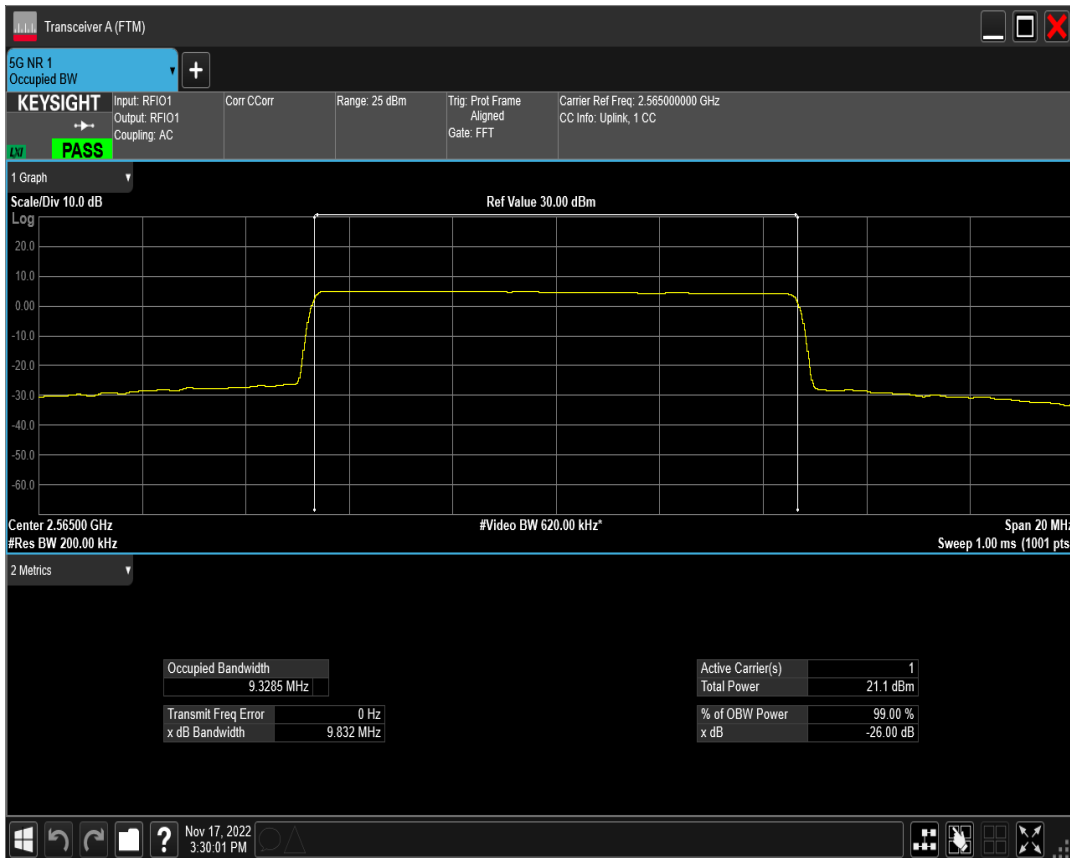 Transceiver A (FTM)
5G NR 1
Occupied BW
+
KEYSIGHT
LXI
PASS
Input: RFIO1
Output: RFIO1
Coupling: AC
Corr CCorr
Range: 25 dBm
Trig: Prot Frame
Aligned
Gate: FFT
Carrier Ref Freq: 2.565000000 GHz
CC Info: Uplink, 1 CC
1 Graph
Scale/Div 10.0 dB
Ref Value 30.00 dBm
Log
20.0
10.0
0.00
-10.0
-20.0
-30.0
-40.0
-50.0
-60.0
Center 2.56500 GHz
#Video BW 620.00 kHz*
Span 20 MHz
#Res BW 200.00 kHz
Sweep 1.00 ms (1001 pts
2 Metrics
Occupied Bandwidth
9.3285 MHz
Transmit Freq Error 0 Hz
x dB Bandwidth 9.832 MHz
Active Carrier(s) 1
Total Power 21.1 dBm
% of OBW Power 99.00 %
x dB -26.00 dB
?
Nov 17, 2022
3:30:01 PM